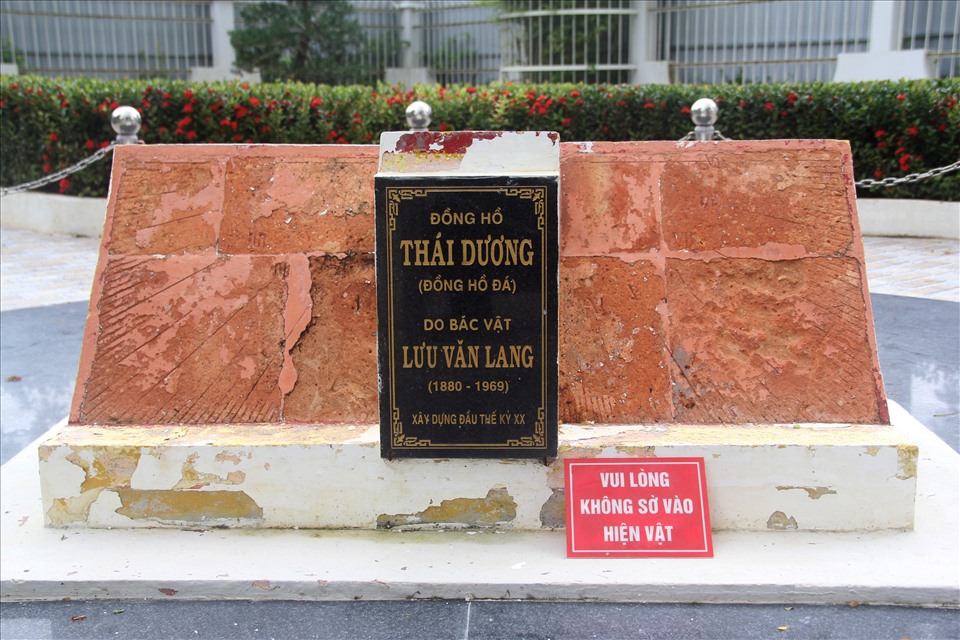 ĐỒNG HỒ
THÁI DƯƠNG
(ĐỒNG HỒ ĐÁ)
DO BÁC VẬT
LƯU VĂN LANG
(1880 - 1969)
XÂY DỰNG ĐẦU THẾ KỶ XX
VUI LÒNG
KHÔNG SỜ VÀO
HIỆN VẬT